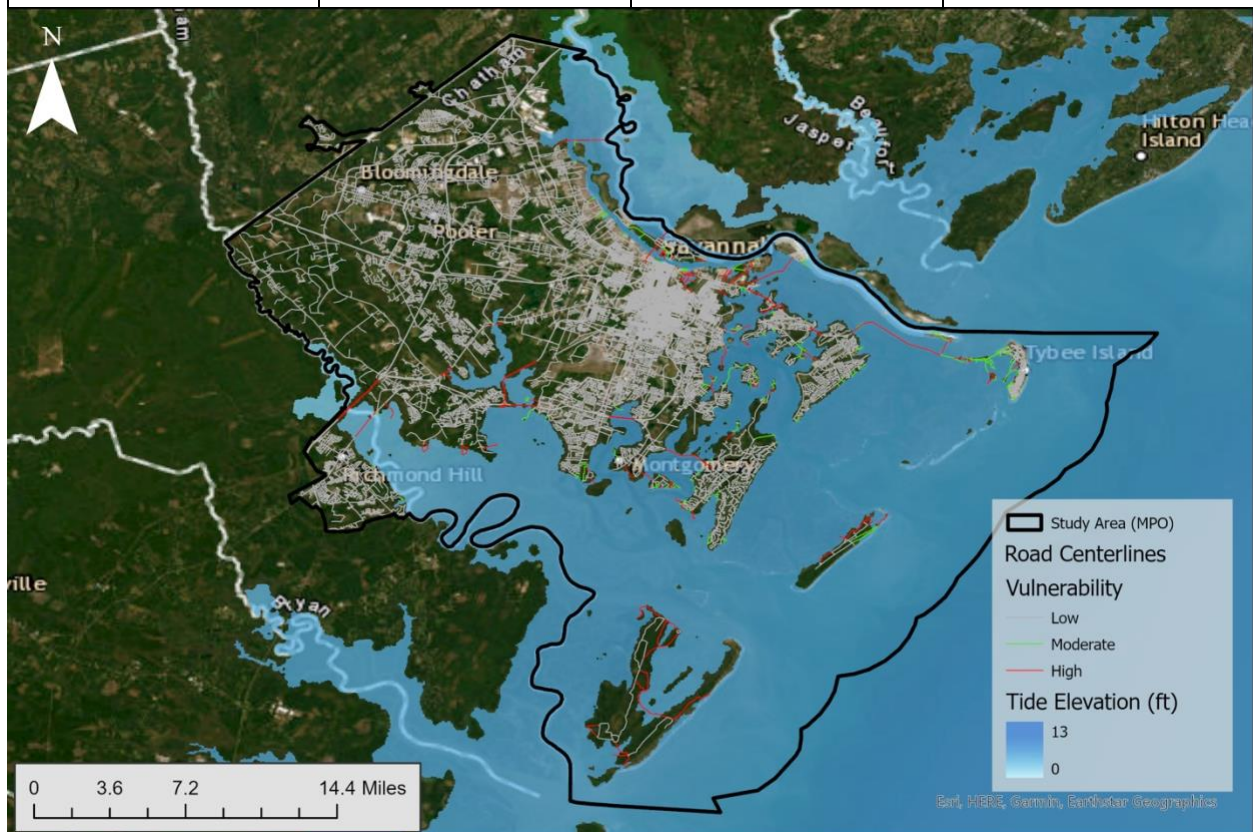 N
am
Chatham
Beaufort
Jasper
Hilton Hea
Island
Bloomingdale
Pooler
Savannah
Tybee Island
Richmond Hill
Montgomery
ville
Bryan
Study Area (MPO)
Road Centerlines
Vulnerability
Low
Moderate
High
Tide Elevation (ft)
13
0
0 3.6 7.2 14.4 Miles
Esri, HERE, Garmin, Earthstar Geographics